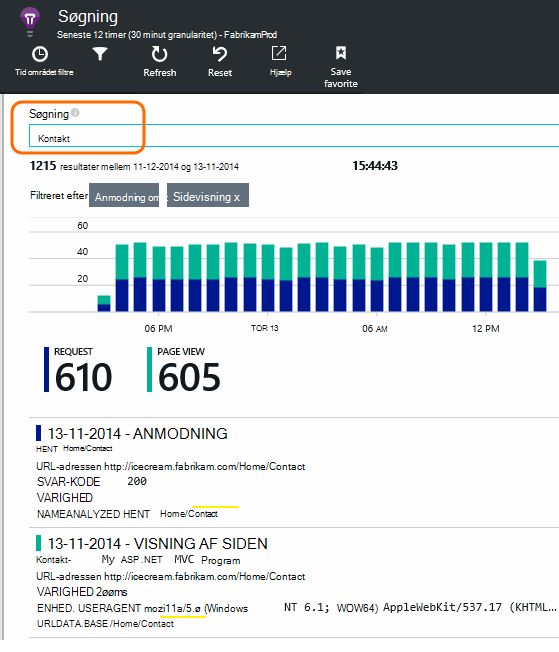 Søgning
Seneste 12 timer (30 minut granularitet) - FabrikamProd
Tid området filtre Refresh Reset Hjælp Save favorite
Søgning
Kontakt
1215 resultater mellem 11-12-2014 og 13-11-2014 15:44:43
Filtreret efter Anmodning om x Sidevisning x
60
40
20
06 PM TOR 13 06 AM 12 PM
REQUEST PAGE VIEW
610 605
13-11-2014 - ANMODNING
HENT Home/Contact
URL-adressen http://icecream.fabrikam.com/Home/Contact
SVAR-KODE 200
VARIGHED
NAMEANALYZED HENT Home/Contact
13-11-2014 - VISNING AF SIDEN
Kontakt- My ASP.NET MVC Program
URL-adressen http://icecream.fabrikam.com/Home/Contact
VARIGHED 2øøms
ENHED. USERAGENT mozi11a/5.ø (Windows NT 6.1; WOW64) AppleWebKit/537.17 (KHTML...
URLDATA.BASE /Home/Contact